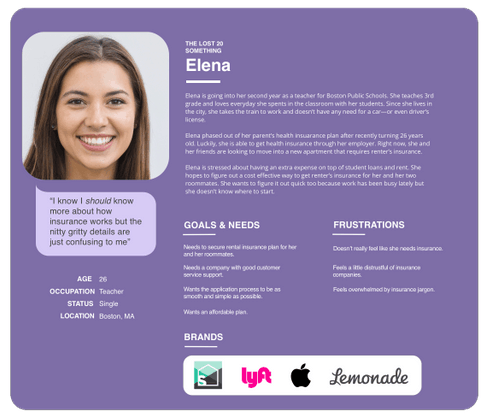 THE LOST 20
SOMETHING
Elena
Elena is going into her second year as a teacher for Boston Public Schools. She teaches 3rd
grade and loves everyday she spents in the classroom with her students. Since she lives in
the city, she takes the train to work and doesn't have any need for a car—or even driver's
license.
Elena phased out of her parent's health insurance plan after recently turning 26 years
old. Luckily, she is able to get health insurance through her employer. Right now, she and
her friends are looking to move into a new apartment that requires renter's insurance.
Elena is stressed about having an extra expense on top of student loans and rent. She
hopes to figure out a cost effective way to get renter's insurance for her and her two
roommates. She wants to figure it out quick too because work has been busy lately but
she doesn't know where to start.
"I know I should know
more about how
insurance works but the
nitty gritty details are
just confusing to me"
AGE 26
OCCUPATION Teacher
STATUS Single
LOCATION Boston, MA
GOALS & NEEDS
Needs to secure rental insurance plan for her
and her roommates.
Needs a company with good customer
service support.
Wants the application process to be as
smooth and simple as possible.
Wants an affordable plan.
FRUSTRATIONS
Doesn't really feel like she needs insurance.
Feels a little distrustful of insurance
companies.
Feels overwhelmed by insurance jargon.
BRANDS
S
lyft
Lemonade